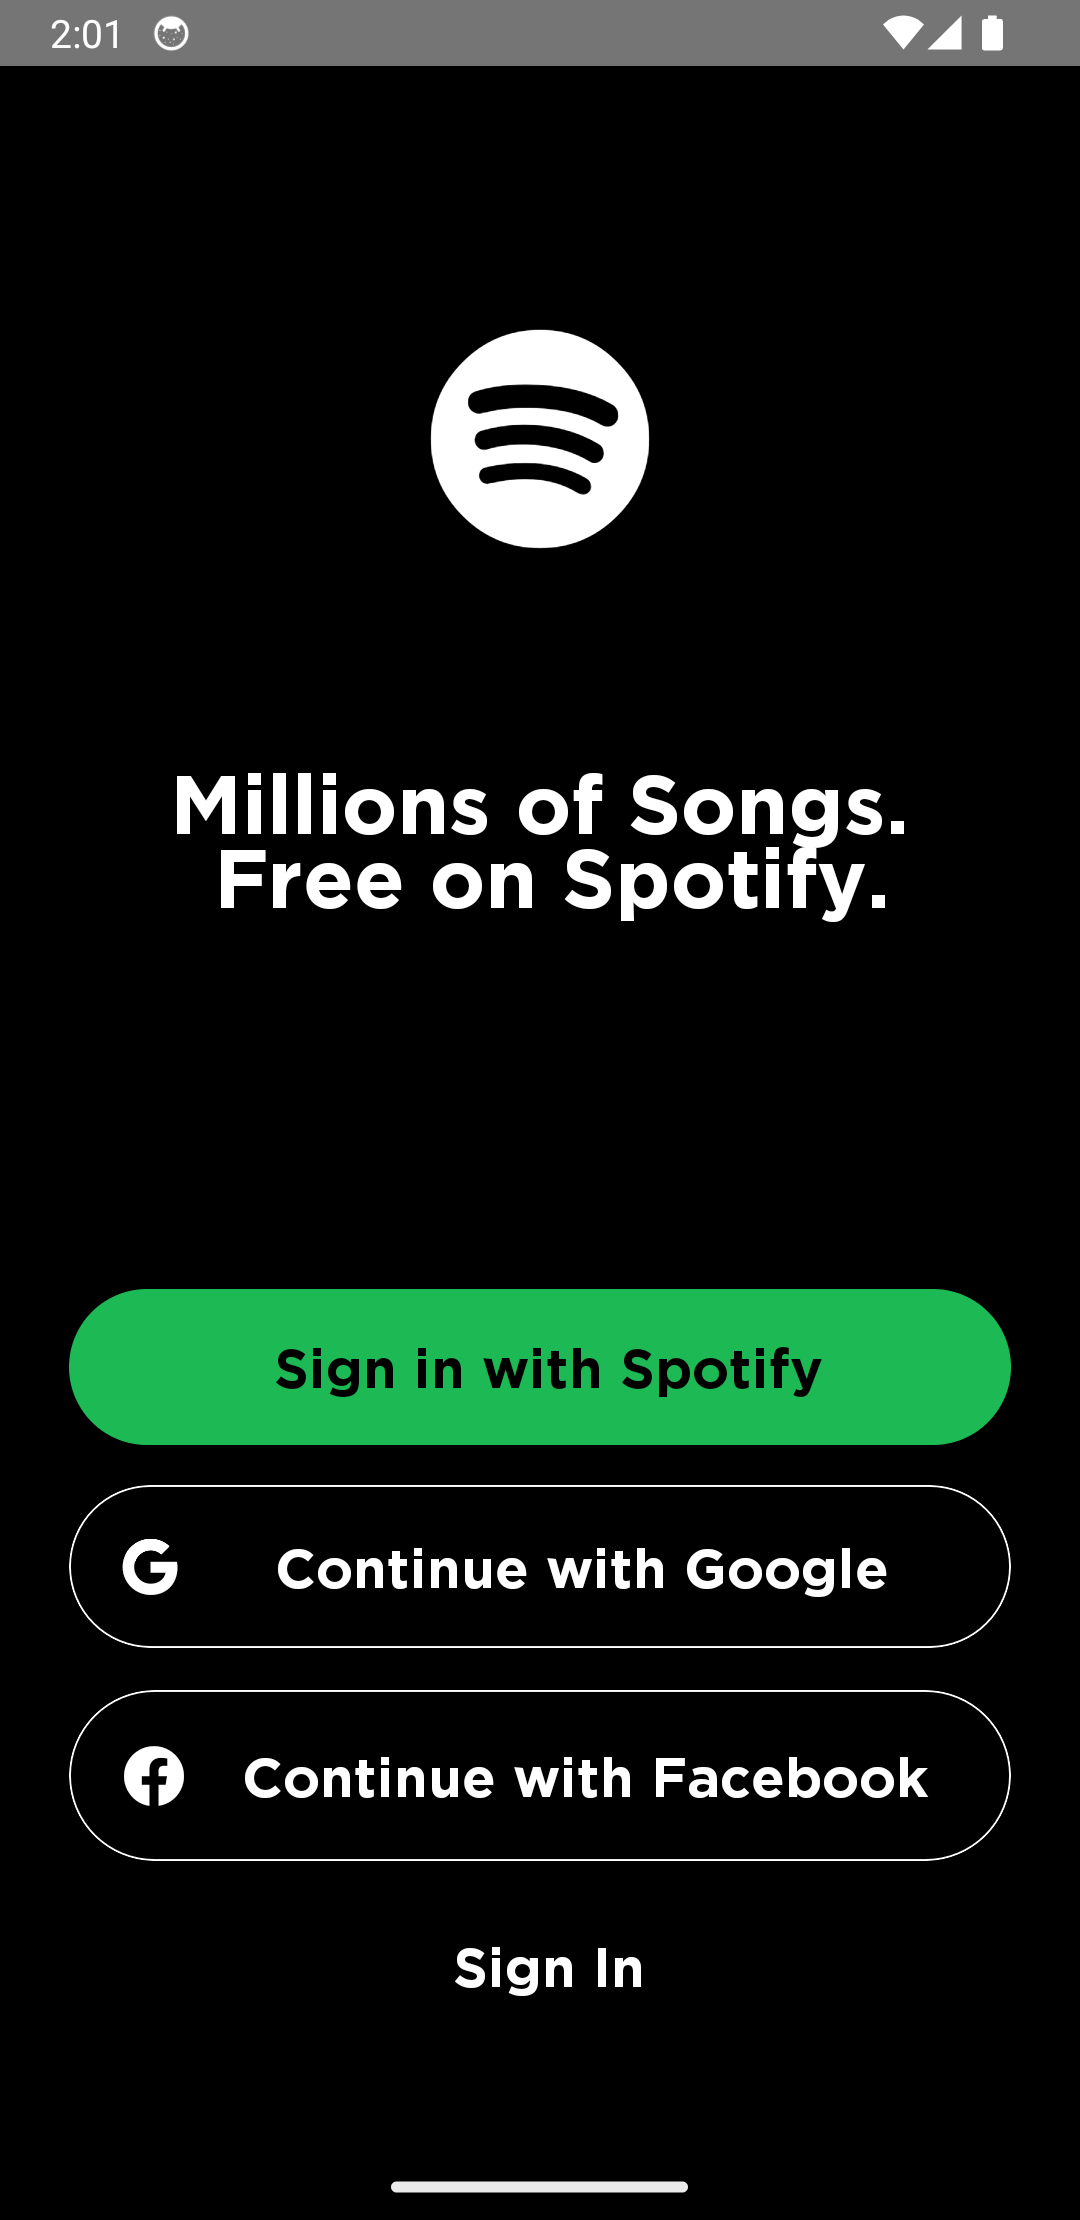 2:01
Millions of Songs.
Free on Spotify.
Sign in with Spotify
Continue with Google
Continue with Facebook
Sign In